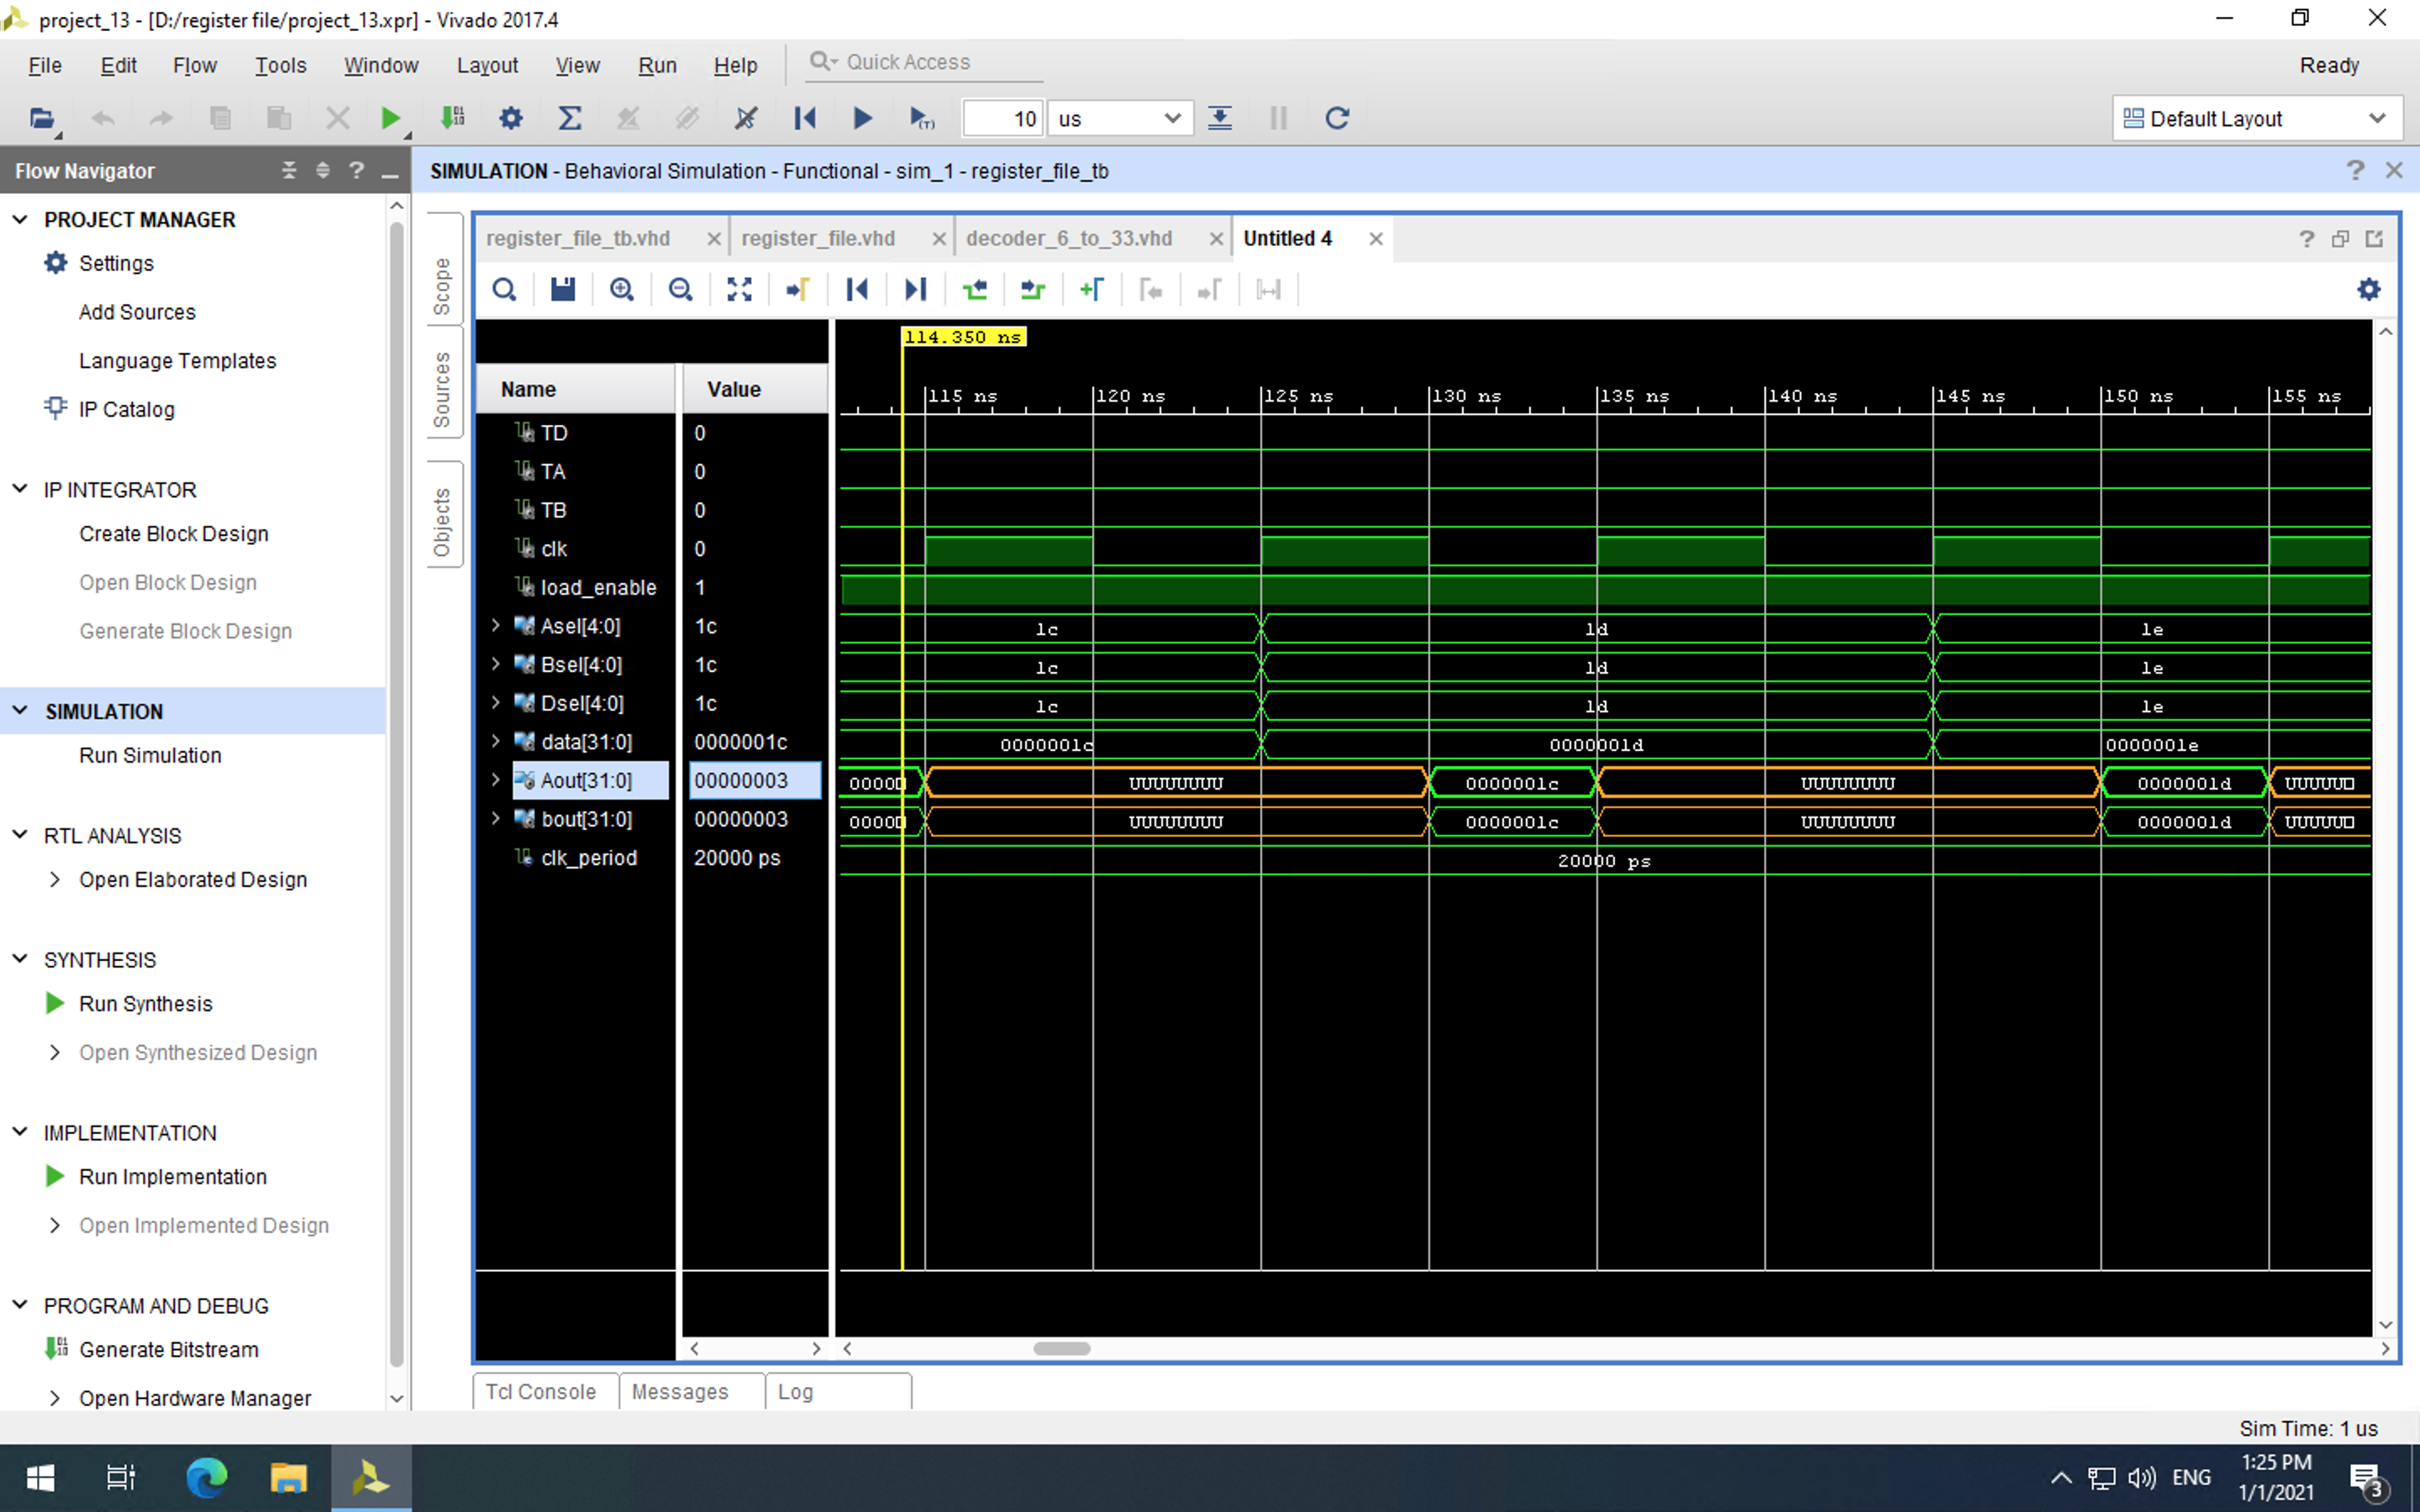 project_13 - [D:/register file/project_13.xpr] - Vivado 2017.4
File Edit Flow Tools Window Layout View Run Help Quick Access Ready
10 us Default Layout
Flow Navigator
SIMULATION - Behavioral Simulation - Functional - sim_1 - register_file_tb
PROJECT MANAGER
Settings
Add Sources
Language Templates
IP Catalog
IP INTEGRATOR
Create Block Design
Open Block Design
Generate Block Design
SIMULATION
Run Simulation
RTL ANALYSIS
Open Elaborated Design
SYNTHESIS
Run Synthesis
Open Synthesized Design
IMPLEMENTATION
Run Implementation
Open Implemented Design
PROGRAM AND DEBUG
Generate Bitstream
Open Hardware Manager
Scope
Sources
Objects
register_file_tb.vhd register_file.vhd decoder_6_to_33.vhd Untitled 4
114.350 ns
Name Value 115 ns 120 ns 125 ns 130 ns 135 ns 140 ns 145 ns 150 ns 155 ns
TD 0
TA 0
TB 0
clk 0
load_enable 1
Asel[4:0] 1c 1c 1d 1e
Bsel[4:0] 1c 1c 1d 1e
Dsel[4:0] 1c 1c 1d 1e
data[31:0] 0000001c 0000001c 0000001d 0000001e
Aout[31:0] 00000003 0000 UUUUUUUU 0000001c UUUUUUUU 0000001d UUUUUU
bout[31:0] 00000003 0000 UUUUUUUU 0000001c UUUUUUUU 0000001d UUUUUU
clk_period 20000 ps 20000 ps
Tcl Console Messages Log
Sim Time: 1 us
ENG 1:25 PM
1/1/2021 3